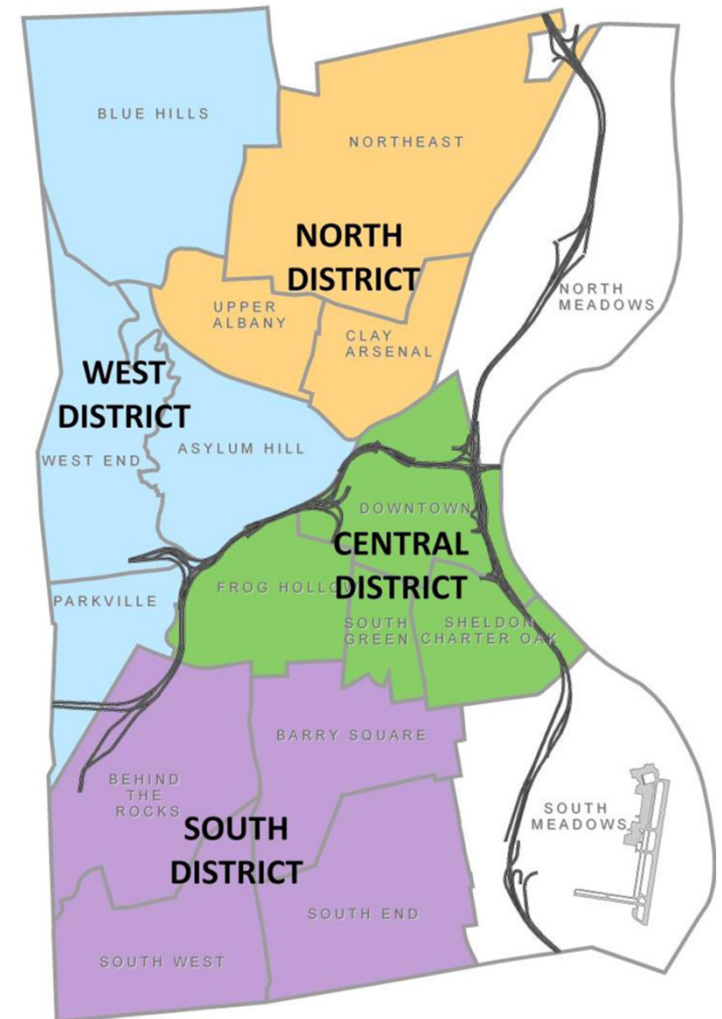 BLUE HILLS
NORTHEAST
NORTH
DISTRICT
UPPER
ALBANY
CLAY
ARSENAL
NORTH
MEADOWS
WEST
DISTRICT
WEST END
ASYLUM HILL
DOWNTOWN
CENTRAL
DISTRICT
FROG HOLLO
PARKVILLE
SOUTH
GREEN
SHELDON
CHARTER OAK
BARRY SQUARE
BEHIND
THE
ROCKS
SOUTH
DISTRICT
SOUTH
MEADOWS
SOUTH END
SOUTH WEST